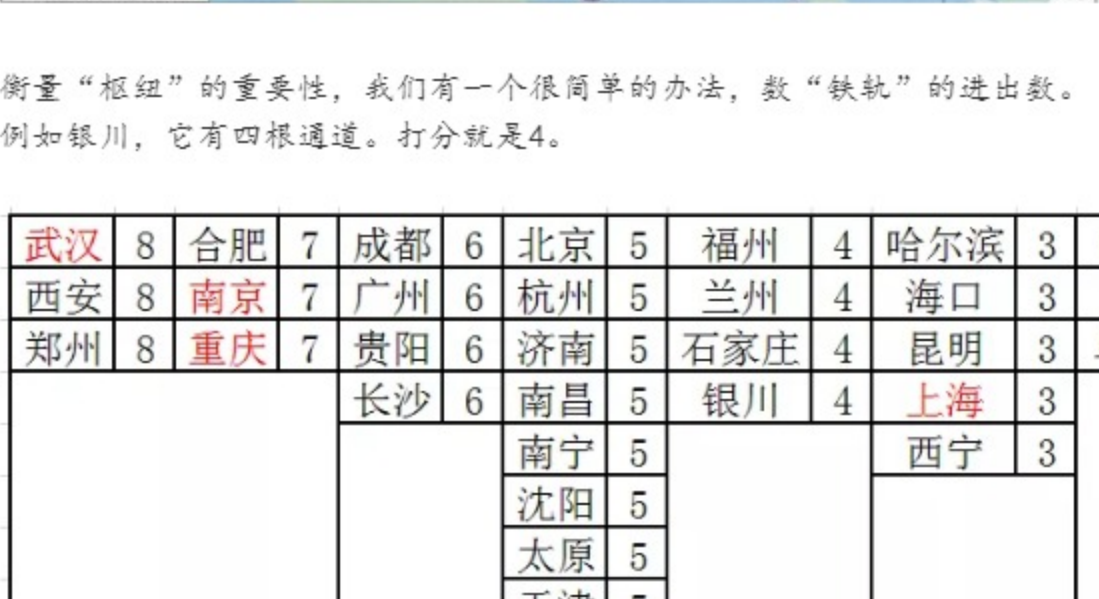 衡量“枢纽”的重要性，我们有一个很简单的办法，数“铁轨”的进出数。
例如银川，它有四根通道。打分就是4。
武汉 8 合肥 7 成都 6 北京 5 福州 4 哈尔滨 3
西安 8 南京 7 广州 6 杭州 5 兰州 4 海口 3
郑州 8 重庆 7 贵阳 6 济南 5 石家庄 4 昆明 3
长沙 6 南昌 5 银川 4 上海 3
南宁 5 西宁 3
沈阳 5
太原 5